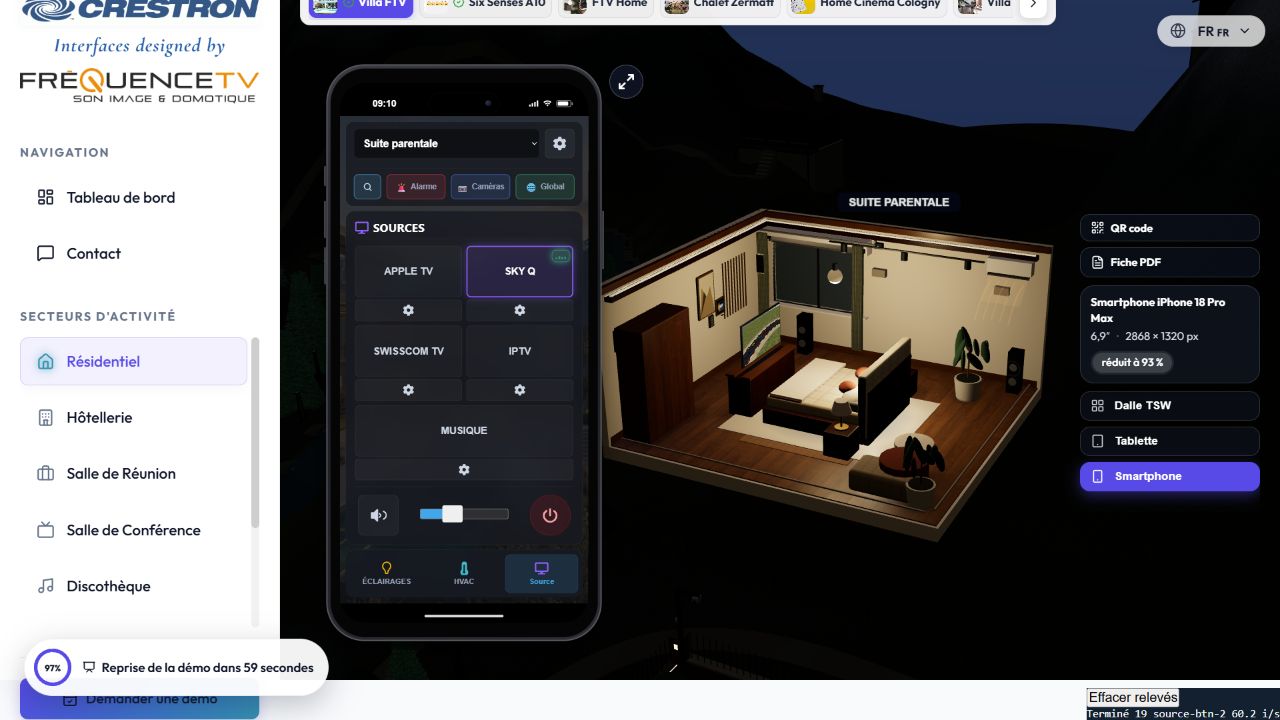 CRESTRON
Interfaces designed by
FRÉQUENCETV
SON IMAGE & DOMOTIQUE
NAVIGATION
Tableau de bord
Contact
SECTEURS D'ACTIVITÉ
Résidentiel
Hôtellerie
Salle de Réunion
Salle de Conférence
Discothèque
97%
Reprise de la démo dans 59 secondes
Demander une démo
Villa FTV
Six Senses A10
FTV Home
Chalet Zermatt
Home Cinema Cologny
Villa
FR FR
09:10
Suite parentale
Alarme
Caméras
Global
SOURCES
APPLE TV
SKY Q
SWISSCOM TV
IPTV
MUSIQUE
ÉCLAIRAGES
HVAC
Source
SUITE PARENTALE
QR code
Fiche PDF
Smartphone iPhone 18 Pro
Max
6,9″ · 2868 × 1320 px
réduit à 93 %
Dalle TSW
Tablette
Smartphone
Effacer relevés
Terminé 19 source-btn-2 60.2 i/s